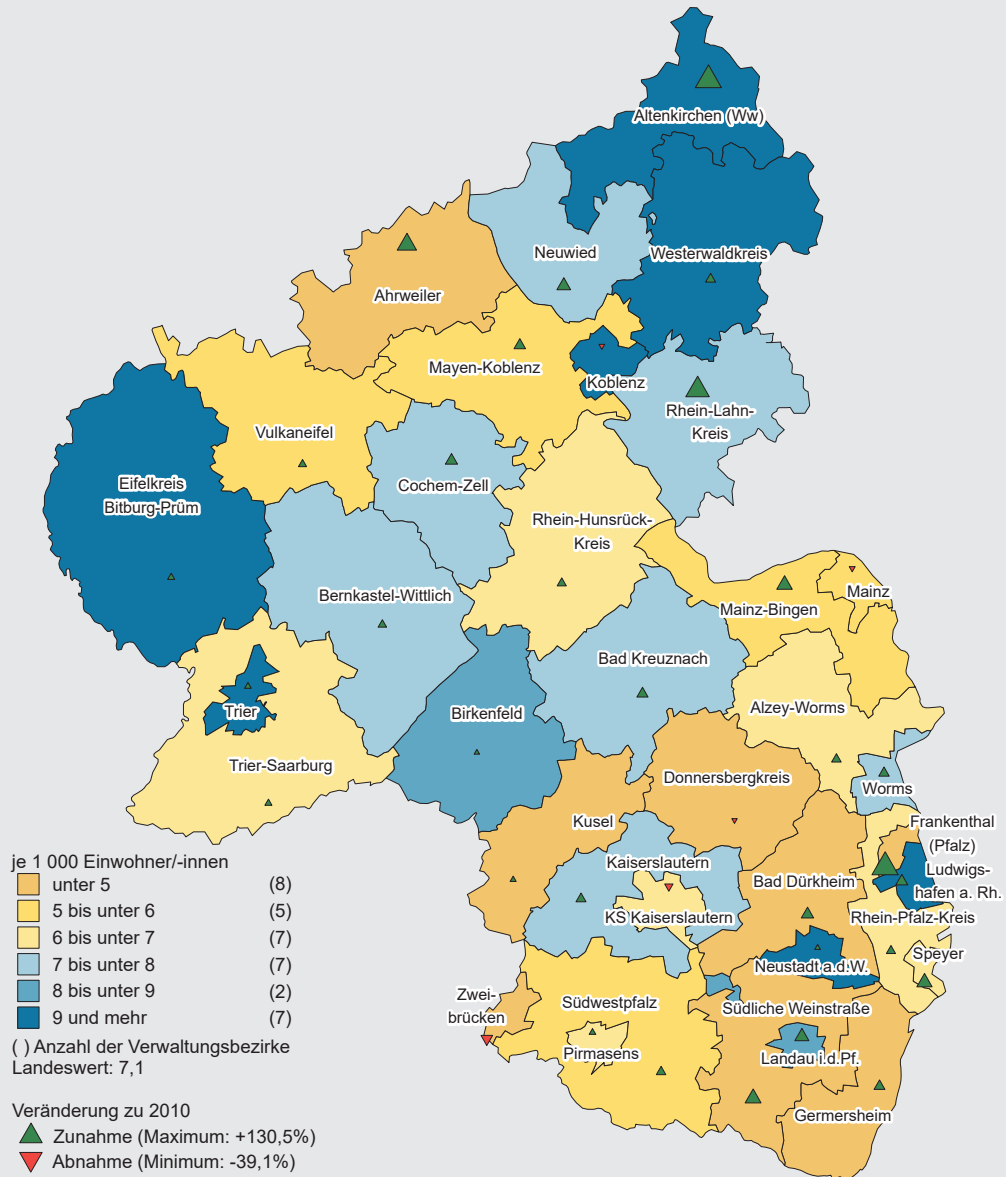 Altenkirchen (Ww)
Neuwied
Westerwaldkreis
Ahrweiler
Mayen-Koblenz
Koblenz
Rhein-Lahn-
Kreis
Vulkaneifel
Cochem-Zell
Eifelkreis
Bitburg-Prüm
Rhein-Hunsrück-
Kreis
Bernkastel-Wittlich
Mainz
Mainz-Bingen
Bad Kreuznach
Birkenfeld
Alzey-Worms
Trier
Trier-Saarburg
Donnersbergkreis
Worms
Kusel
Frankenthal
(Pfalz)
Kaiserslautern
Ludwigs-
hafen a. Rh.
Bad Dürkheim
KS Kaiserslautern
Rhein-Pfalz-Kreis
Speyer
Neustadt a.d.W.
Zwei-
brücken
Südwestpfalz
Südliche Weinstraße
Pirmasens
Landau i.d.Pf.
Germersheim
je 1 000 Einwohner/-innen
unter 5 (8)
5 bis unter 6 (5)
6 bis unter 7 (7)
7 bis unter 8 (7)
8 bis unter 9 (2)
9 und mehr (7)
( ) Anzahl der Verwaltungsbezirke
Landeswert: 7,1
Veränderung zu 2010
Zunahme (Maximum: +130,5%)
Abnahme (Minimum: -39,1%)